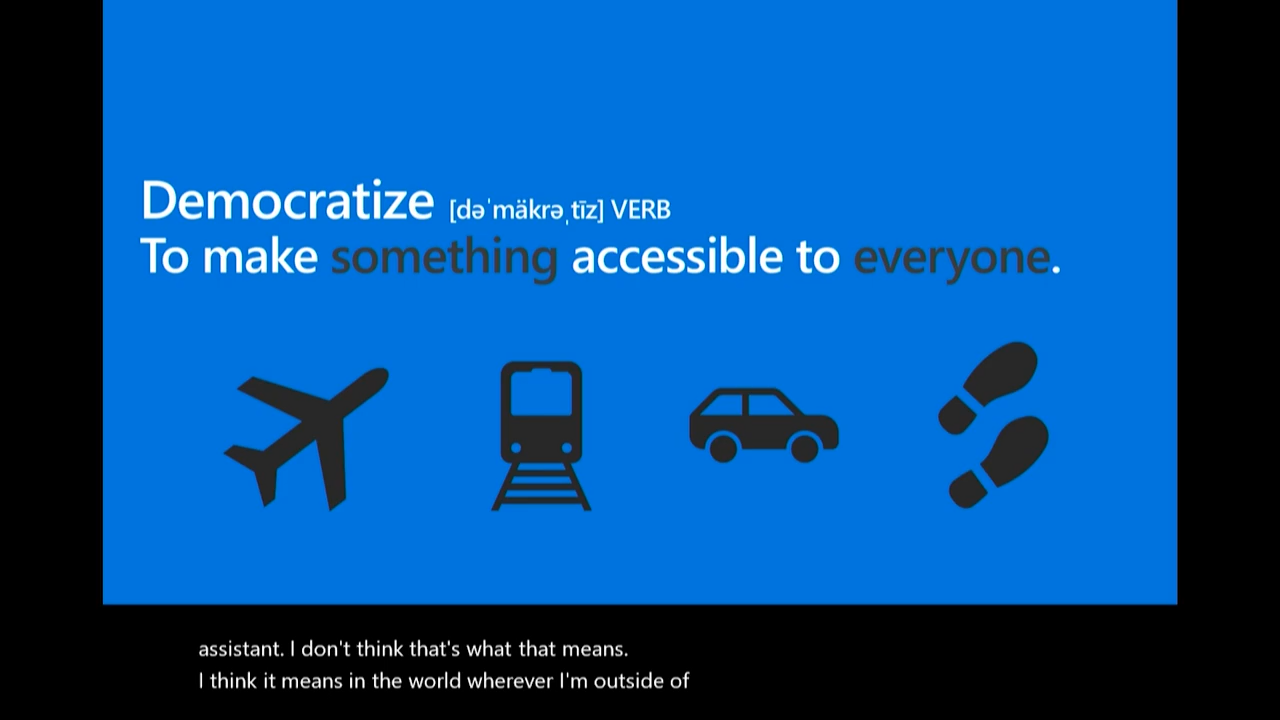 Democratize [dəˈmäkrəˌtīz] VERB
To make something accessible to everyone.
assistant. I don't think that's what that means.
I think it means in the world wherever I'm outside of